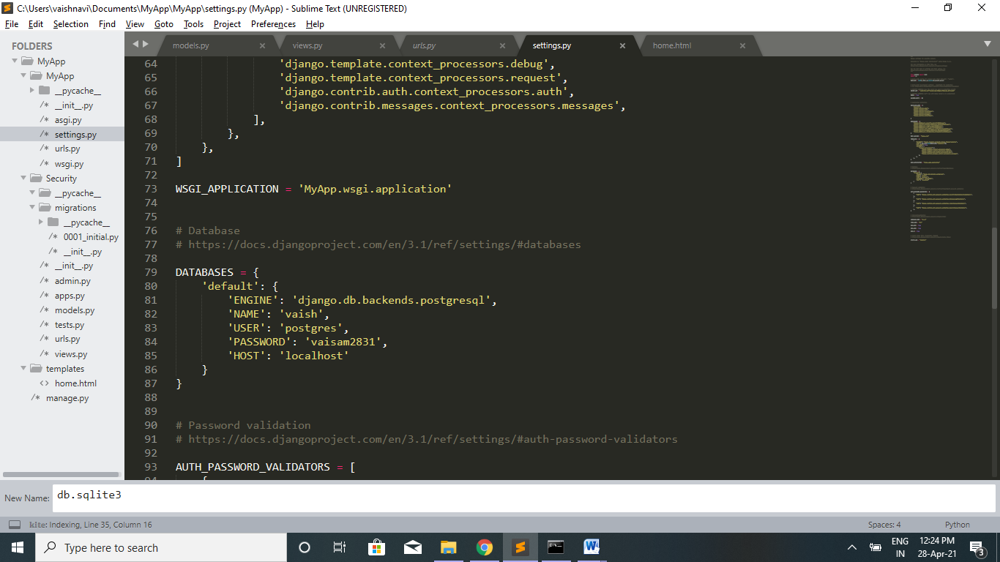 C:\Users\vaishnavi\Documents\MyApp\MyApp\settings.py (MyApp) - Sublime Text (UNREGISTERED)
File Edit Selection Find View Goto Tools Project Preferences Help
FOLDERS
MyApp
MyApp
__pycache__
/* __init__.py
/* asgi.py
/* settings.py
/* urls.py
/* wsgi.py
Security
__pycache__
migrations
__pycache__
/* 0001_initial.py
/* __init__.py
/* __init__.py
/* admin.py
/* apps.py
/* models.py
/* tests.py
/* urls.py
/* views.py
templates
<> home.html
/* manage.py
models.py × views.py × urls.py × settings.py × home.html ×
64 'django.template.context_processors.debug',
65 'django.template.context_processors.request',
66 'django.contrib.auth.context_processors.auth',
67 'django.contrib.messages.context_processors.messages',
68 ],
69 },
70 },
71 ]
72
73 WSGI_APPLICATION = 'MyApp.wsgi.application'
74
75
76 # Database
77 # https://docs.djangoproject.com/en/3.1/ref/settings/#databases
78
79 DATABASES = {
80 'default': {
81 'ENGINE': 'django.db.backends.postgresql',
82 'NAME': 'vaish',
83 'USER': 'postgres',
84 'PASSWORD': 'vaisam2831',
85 'HOST': 'localhost'
86 }
87 }
88
89
90 # Password validation
91 # https://docs.djangoproject.com/en/3.1/ref/settings/#auth-password-validators
92
93 AUTH_PASSWORD_VALIDATORS = [
New Name: db.sqlite3
kite: Indexing, Line 35, Column 16 Spaces: 4 Python
Type here to search
ENG
IN
12:24 PM
28-Apr-21
3